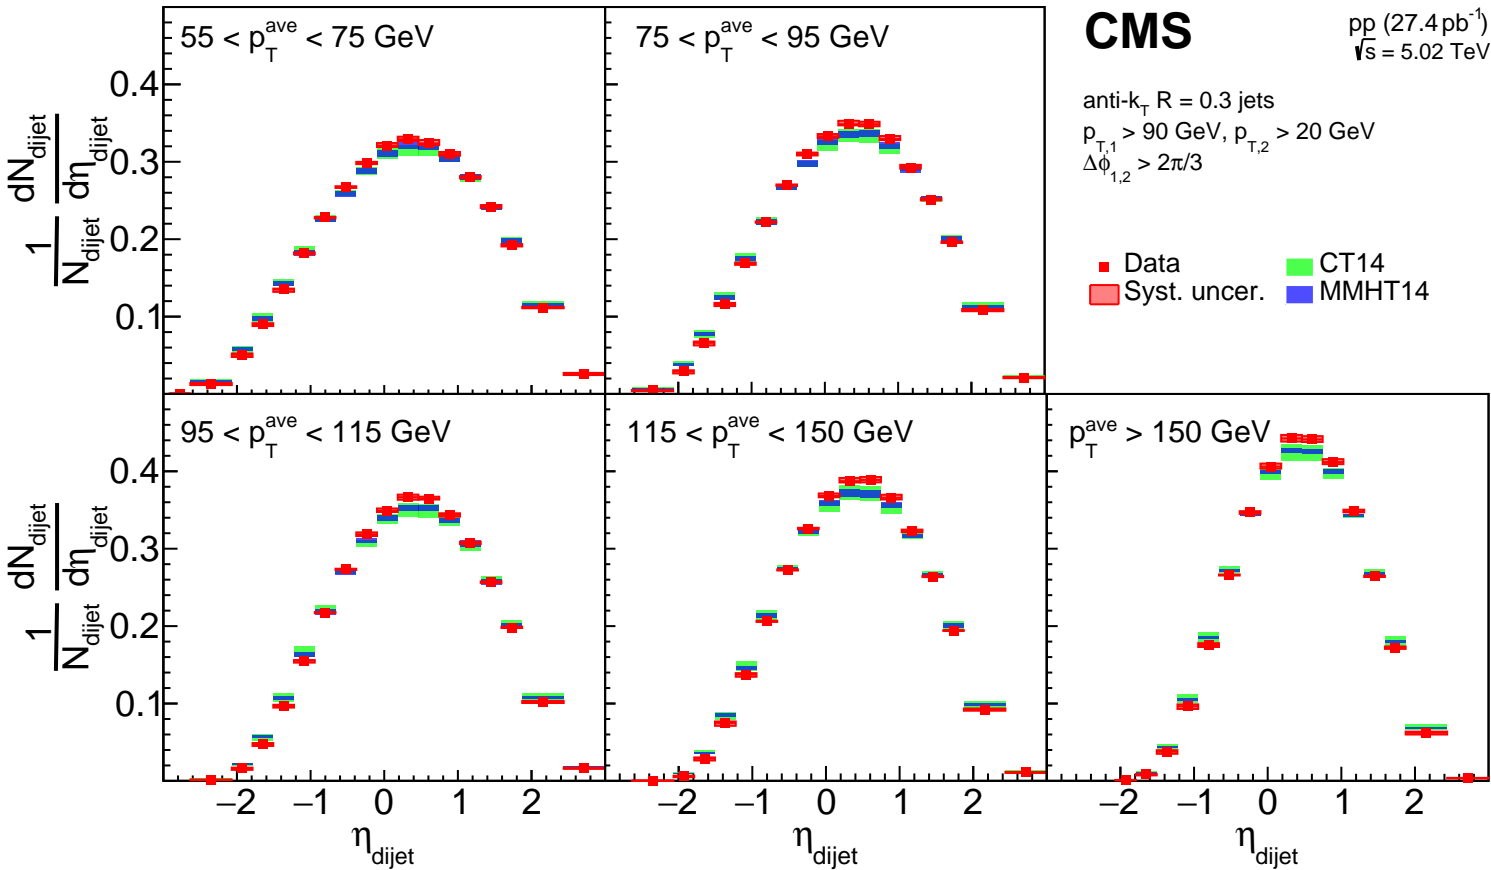 55 < p_T^ave < 75 GeV
75 < p_T^ave < 95 GeV
CMS
pp (27.4 pb⁻¹)
√s = 5.02 TeV
anti-k_T R = 0.3 jets
p_T,1 > 90 GeV, p_T,2 > 20 GeV
Δϕ_1,2 > 2π/3
Data
CT14
Syst. uncer.
MMHT14
1/N_dijet dN_dijet/dη_dijet
0.4
0.3
0.2
0.1
95 < p_T^ave < 115 GeV
115 < p_T^ave < 150 GeV
p_T^ave > 150 GeV
1/N_dijet dN_dijet/dη_dijet
0.4
0.3
0.2
0.1
−2 −1 0 1 2
−2 −1 0 1 2
−2 −1 0 1 2
η_dijet
η_dijet
η_dijet